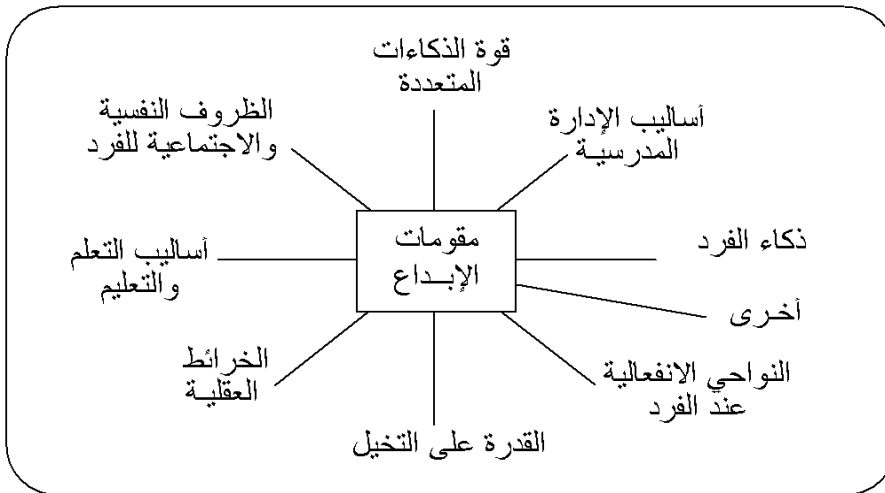 قوة الذكاءات
المتعددة
أساليب الإدارة
المدرسية
الظروف النفسية
والاجتماعية للفرد
مقومات
الإبداع
ذكاء الفرد
أساليب التعلم
والتعليم
أخرى
النواحي الانفعالية
عند الفرد
الخرائط
العقلية
القدرة على التخيل